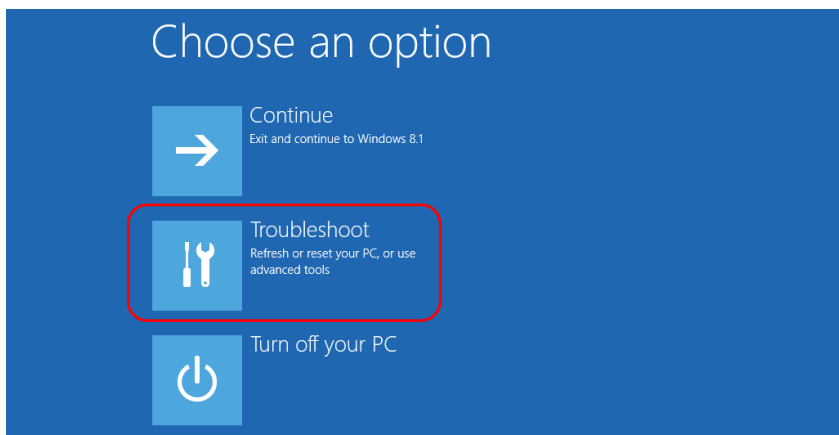 Choose an option
Continue
Exit and continue to Windows 8.1
Troubleshoot
Refresh or reset your PC, or use
advanced tools
Turn off your PC